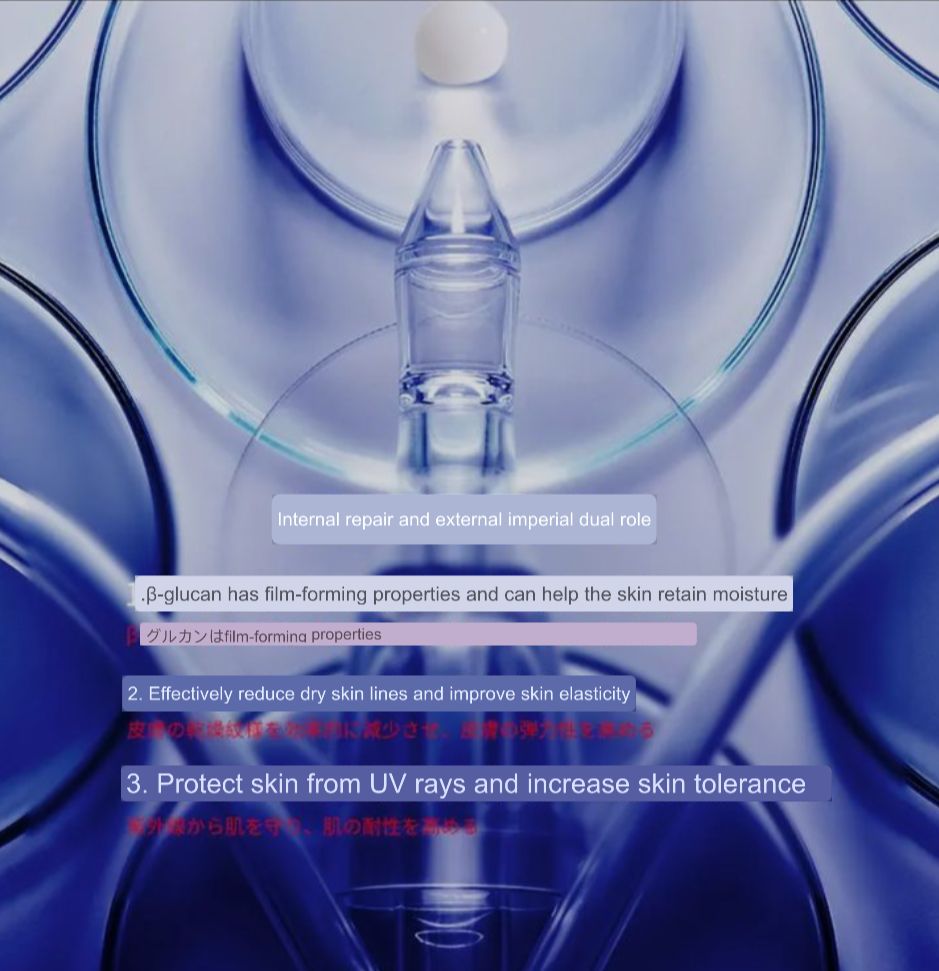 Internal repair and external imperial dual role
.β-glucan has film-forming properties and can help the skin retain moisture
グルカンはfilm-forming properties
2. Effectively reduce dry skin lines and improve skin elasticity
皮膚の乾燥紋様を効率的に減少させ、皮膚の弾力性を高める
3. Protect skin from UV rays and increase skin tolerance
紫外線から肌を守り、肌の耐性を高める